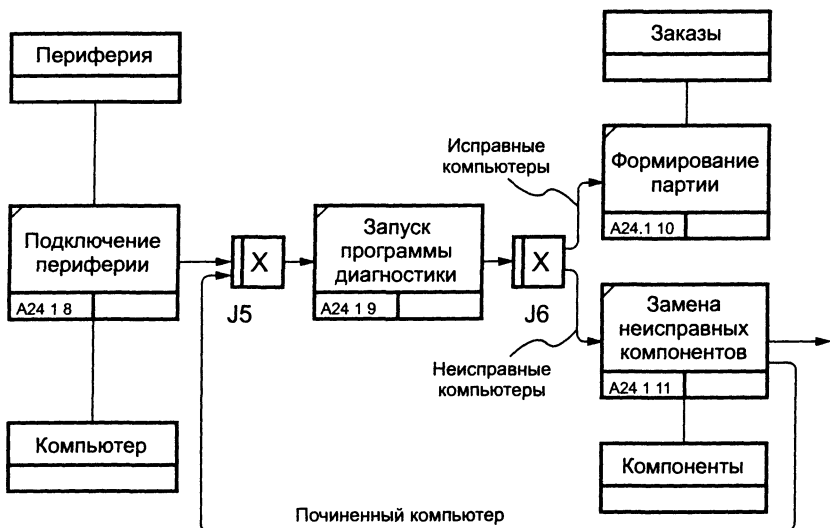 Периферия
Заказы
Исправные
компьютеры
Формирование
партии
A24.1 10
Подключение
периферии
A24 1 8
X
J5
Запуск
программы
диагностики
A24 1 9
X
J6
Замена
неисправных
компонентов
A24 1 11
Неисправные
компьютеры
Компьютер
Компоненты
Починенный компьютер